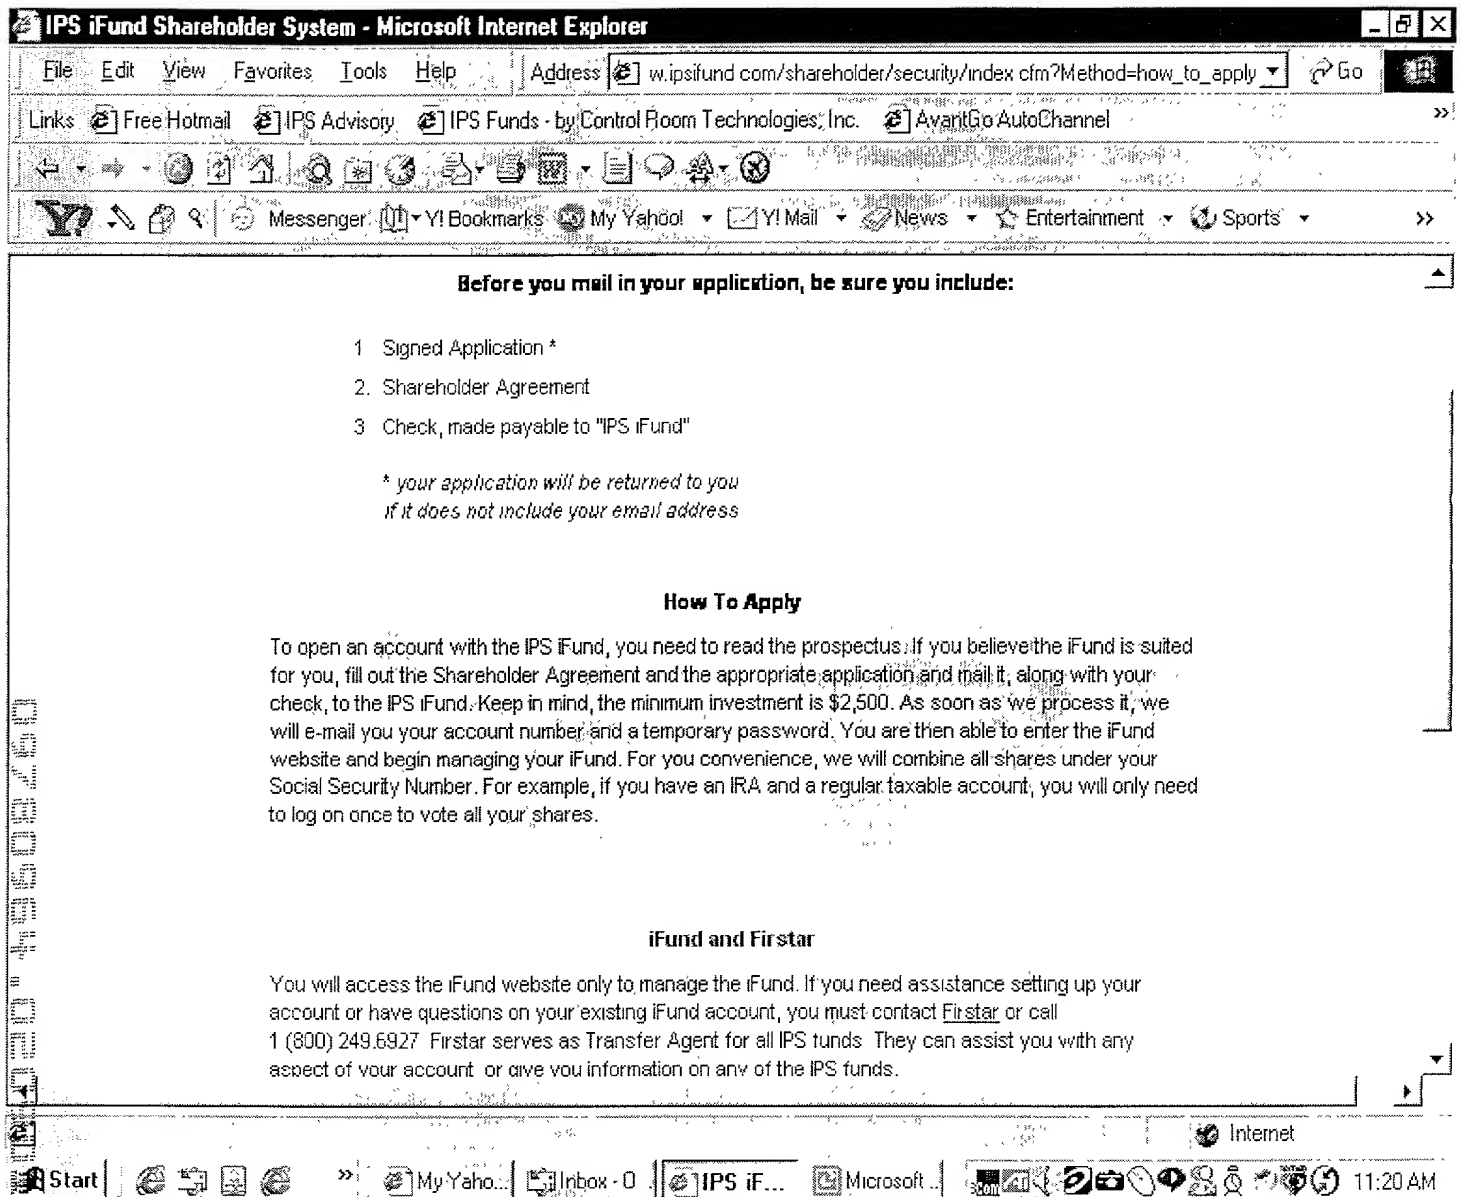 IPS iFund Shareholder System - Microsoft Internet Explorer
File Edit View Favorites Tools Help Address w.ipsifund com/shareholder/security/index cfm?Method=how_to_apply Go
Links Free Hotmail IPS Advisory IPS Funds - by Control Room Technologies, Inc. AvantGo AutoChannel »
Y? Messenger Y! Bookmarks My Yahoo! Y! Mail News Entertainment Sports »
Before you mail in your application, be sure you include:
1 Signed Application *
2. Shareholder Agreement
3 Check, made payable to "IPS iFund"
* your application will be returned to you
if it does not include your email address
How To Apply
To open an account with the IPS iFund, you need to read the prospectus. If you believe the iFund is suited
for you, fill out the Shareholder Agreement and the appropriate application and mail it, along with your
check, to the IPS iFund. Keep in mind, the minimum investment is $2,500. As soon as we process it, we
will e-mail you your account number and a temporary password. You are then able to enter the iFund
website and begin managing your iFund. For you convenience, we will combine all shares under your
Social Security Number. For example, if you have an IRA and a regular taxable account, you will only need
to log on once to vote all your shares.
iFund and Firstar
You will access the iFund website only to manage the iFund. If you need assistance setting up your
account or have questions on your existing iFund account, you must contact Firstar or call
1 (800) 249.6927 Firstar serves as Transfer Agent for all IPS funds They can assist you with any
aspect of your account or give you information on any of the IPS funds.
Internet
Start » My Yaho... Inbox - O IPS iF... Microsoft .. 11:20 AM